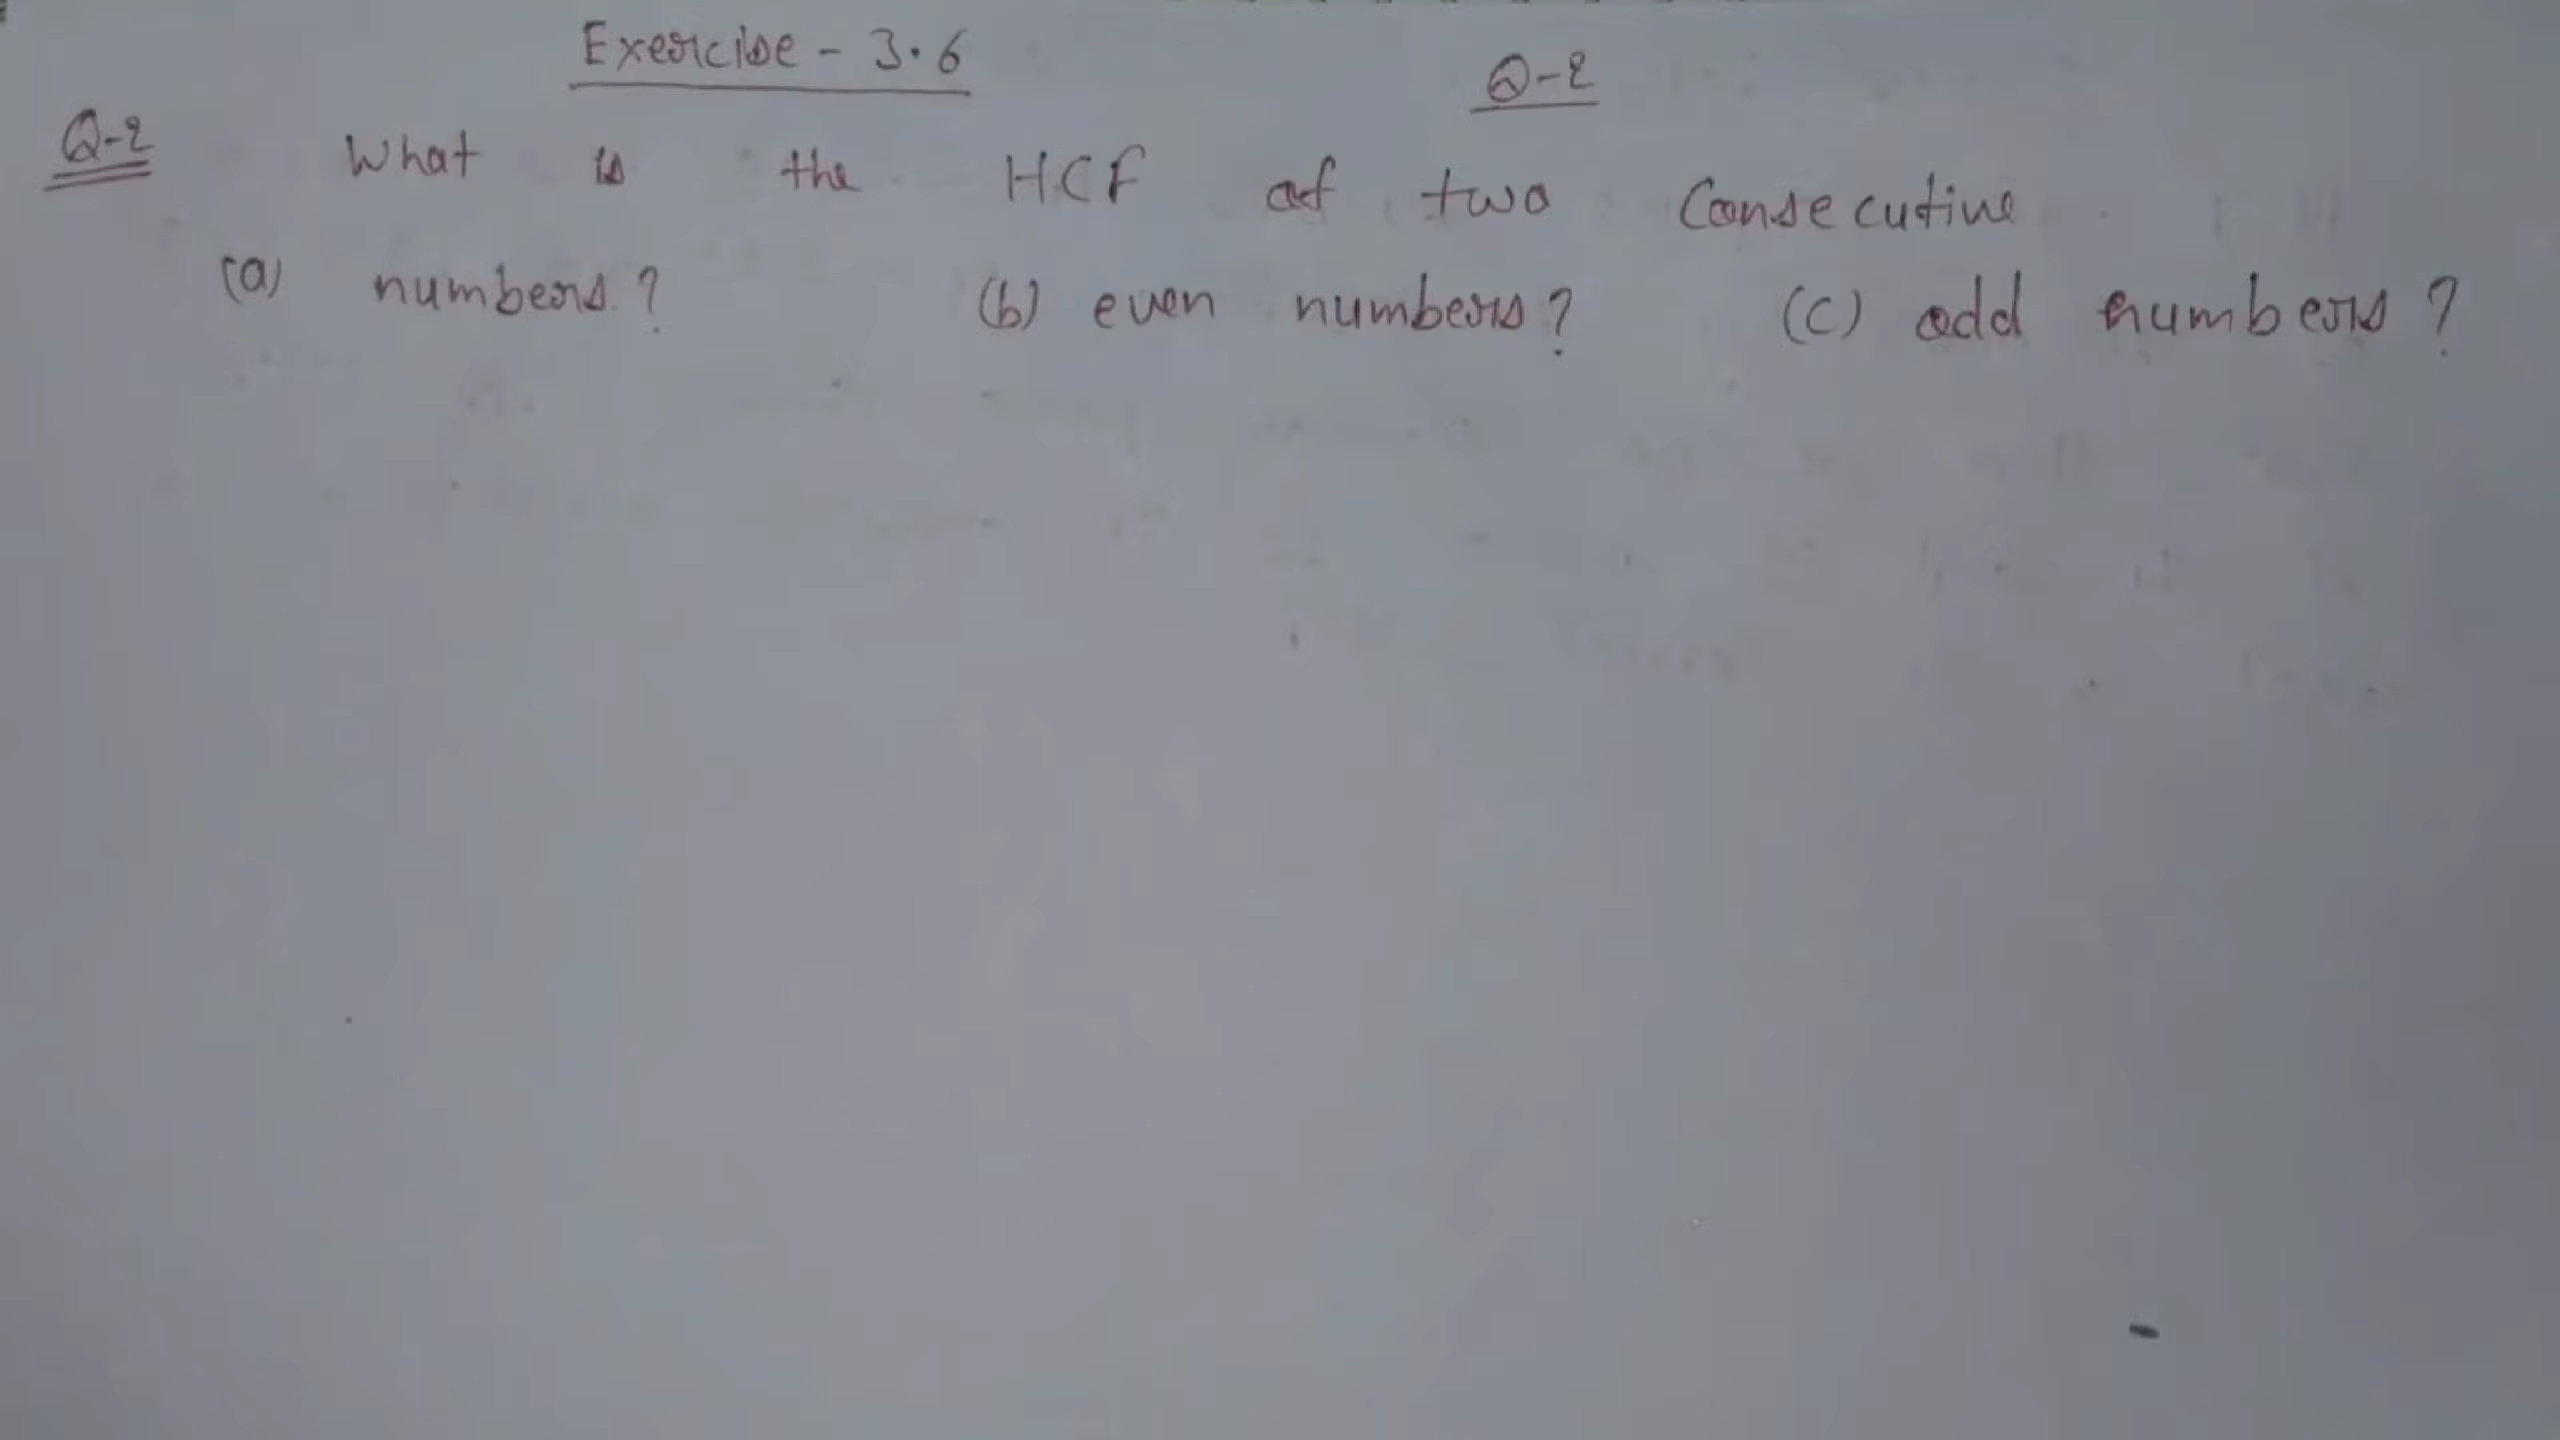 Exercise - 3.6
Q-2
Q-2 What is the HCF of two Consecutive
(a) numbers? (b) even numbers? (c) odd numbers?